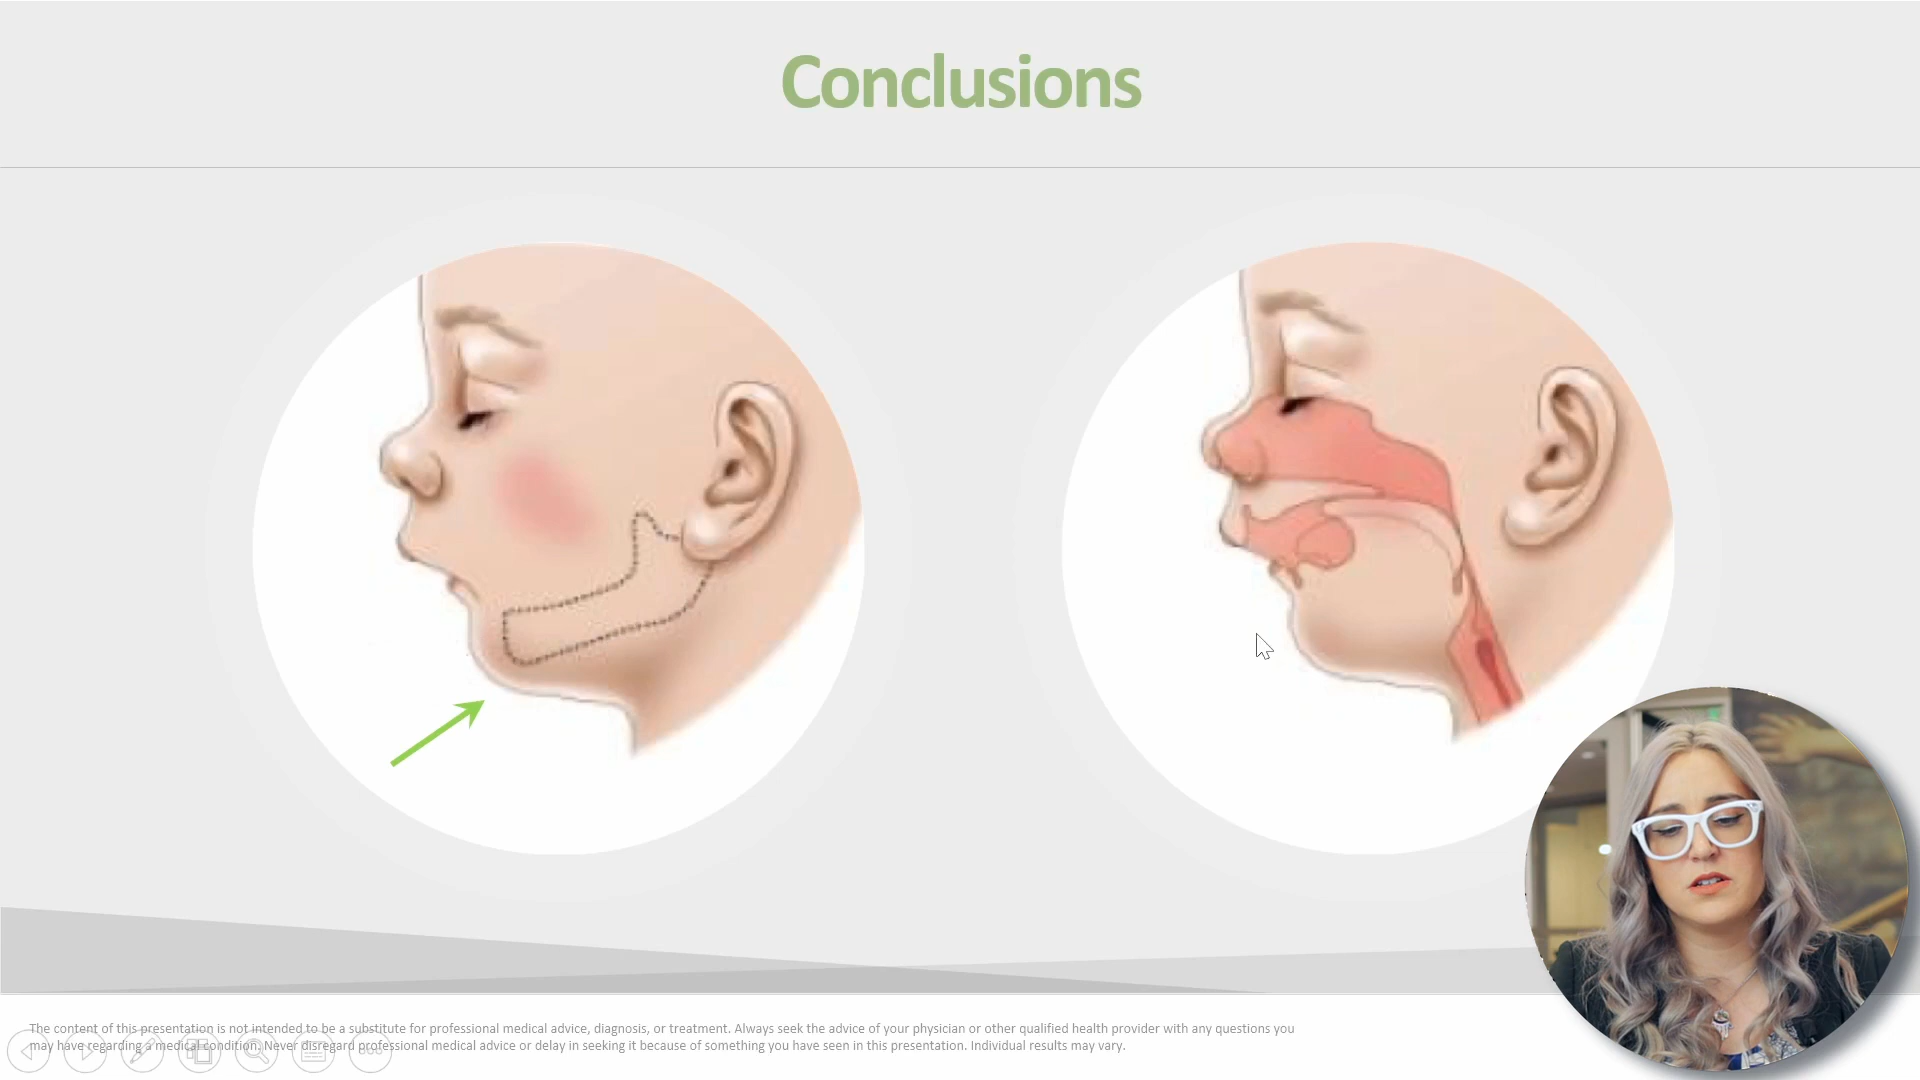 Conclusions
The content of this presentation is not intended to be a substitute for professional medical advice, diagnosis, or treatment. Always seek the advice of your physician or other qualified health provider with any questions you
may have regarding a medical condition. Never disregard professional medical advice or delay in seeking it because of something you have seen in this presentation. Individual results may vary.